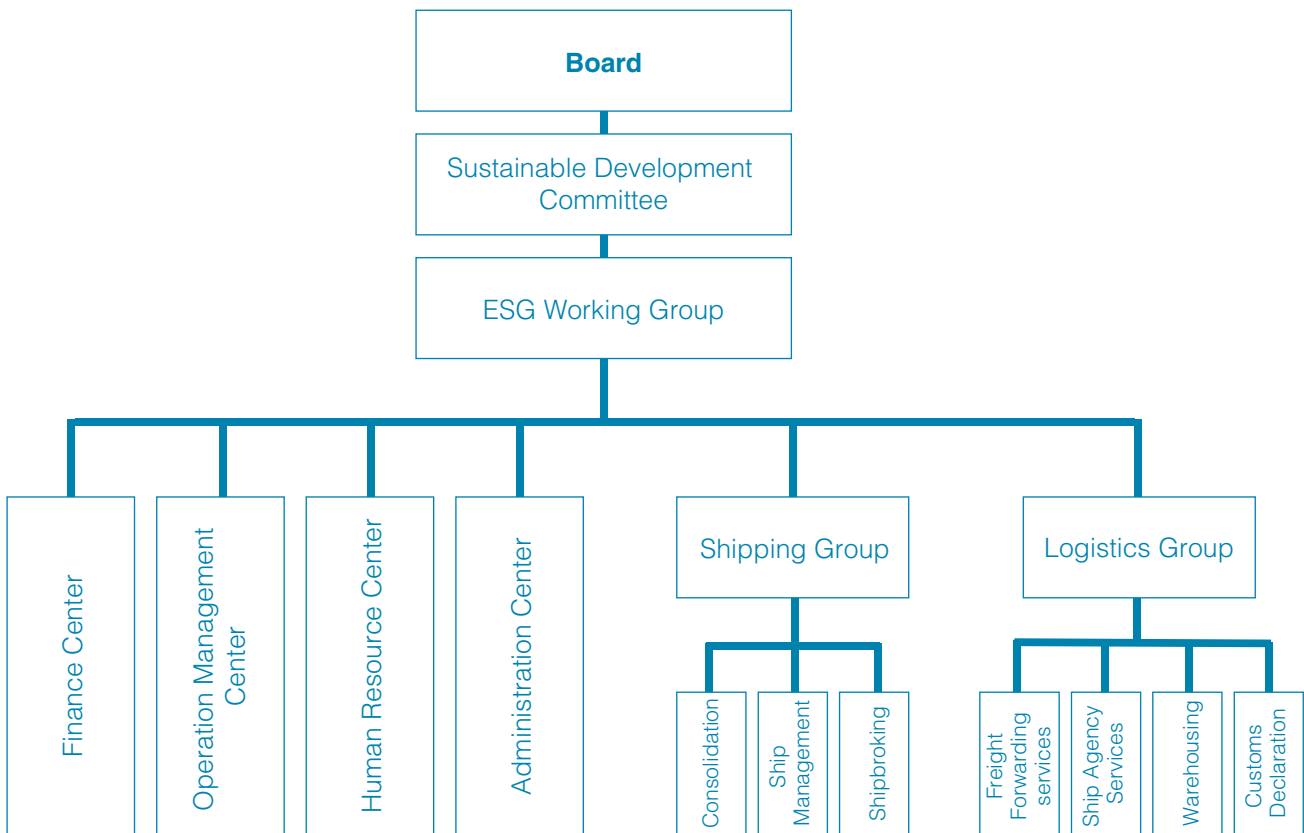 Board
Sustainable Development
Committee
ESG Working Group
Finance Center
Operation Management
Center
Human Resource Center
Administration Center
Shipping Group
Logistics Group
Consolidation
Ship
Management
Shipbroking
Freight
Forwarding
services
Ship Agency
Services
Warehousing
Customs
Declaration